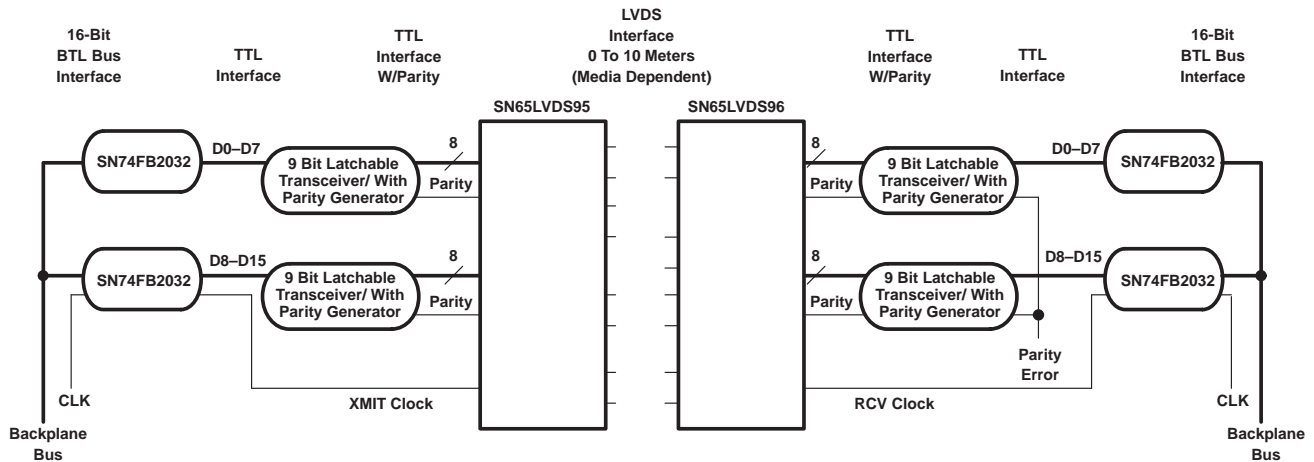 16-Bit
BTL Bus
Interface
TTL
Interface
TTL
Interface
W/Parity
LVDS
Interface
0 To 10 Meters
(Media Dependent)
TTL
Interface
W/Parity
TTL
Interface
16-Bit
BTL Bus
Interface
SN65LVDS95
SN65LVDS96
SN74FB2032
D0–D7
9 Bit Latchable
Transceiver/ With
Parity Generator
8
Parity
8
Parity
9 Bit Latchable
Transceiver/ With
Parity Generator
D0–D7
SN74FB2032
SN74FB2032
D8–D15
9 Bit Latchable
Transceiver/ With
Parity Generator
8
Parity
8
Parity
9 Bit Latchable
Transceiver/ With
Parity Generator
D8–D15
SN74FB2032
Parity
Error
CLK
XMIT Clock
RCV Clock
CLK
Backplane
Bus
Backplane
Bus